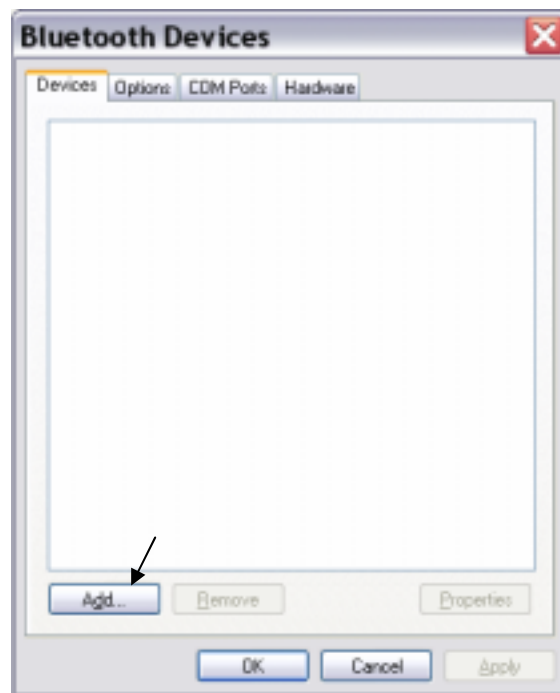 Bluetooth Devices
Devices Options COM Ports Hardware
Add... Remove Properties
OK Cancel Apply